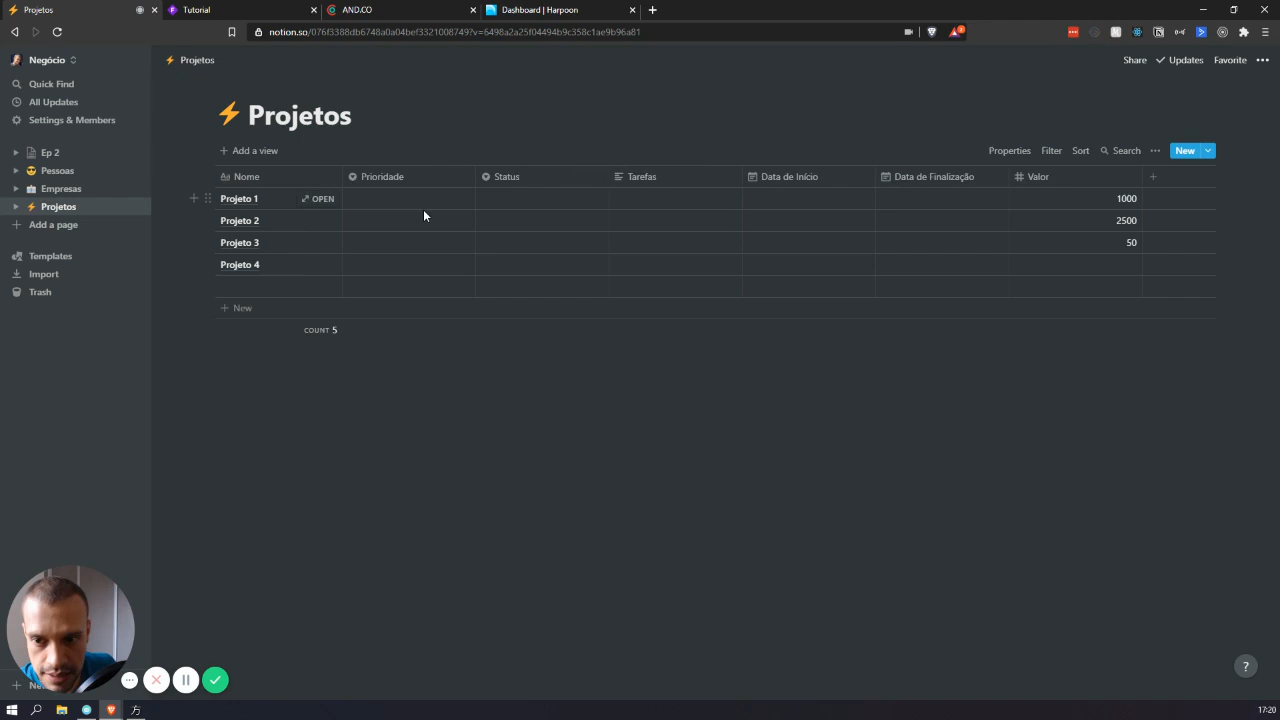 Projetos
Tutorial
AND.CO
Dashboard | Harpoon
notion.so/076f3388db6748a0a04bef3321008749?v=6498a2a25f04494b9c358c1ae9b96a81
Negócio
Projetos
Share
Updates
Favorite
Quick Find
All Updates
Settings & Members
Projetos
Add a view
Properties
Filter
Sort
Search
New
Ep 2
Pessoas
Empresas
Projetos
Add a page
Templates
Import
Trash
Nome Prioridade Status Tarefas Data de Início Data de Finalização Valor
Projeto 1 OPEN 1000
Projeto 2 2500
Projeto 3 50
Projeto 4
New
COUNT 5
?
17:20